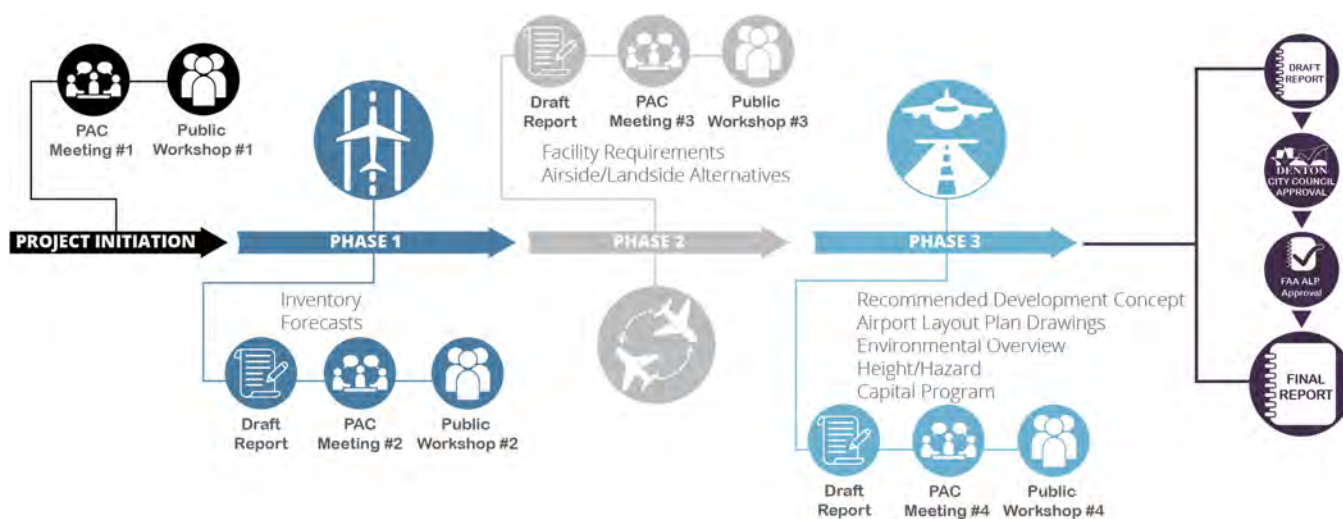 PAC
Meeting #1
Public
Workshop #1
PROJECT INITIATION
PHASE 1
Inventory
Forecasts
Draft
Report
PAC
Meeting #2
Public
Workshop #2
Draft
Report
PAC
Meeting #3
Public
Workshop #3
Facility Requirements
Airside/Landside Alternatives
PHASE 2
PHASE 3
Recommended Development Concept
Airport Layout Plan Drawings
Environmental Overview
Height/Hazard
Capital Program
Draft
Report
PAC
Meeting #4
Public
Workshop #4
DRAFT
REPORT
DENTON
CITY COUNCIL
APPROVAL
FAA ALP
Approval
FINAL
REPORT